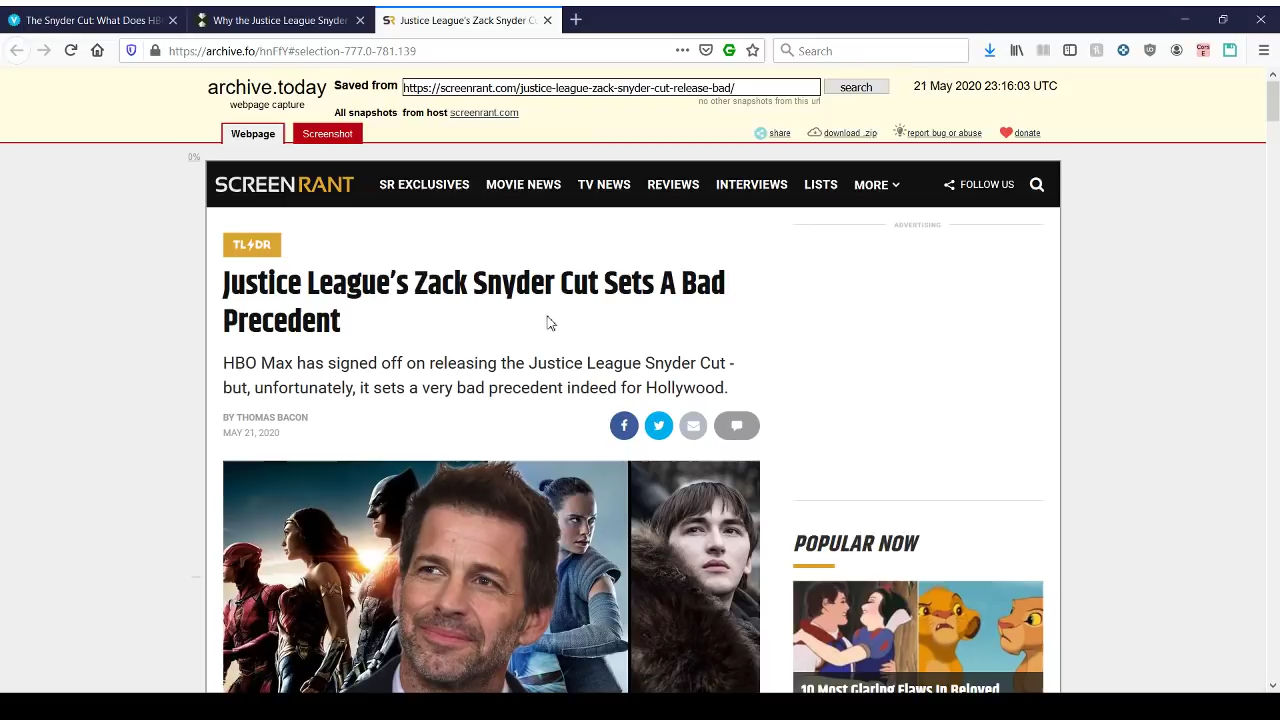 The Snyder Cut: What Does HB
Why the Justice League Snyder
Justice League's Zack Snyder C
https://archive.fo/hnFfY#selection-777.0-781.139
Search
archive.today
webpage capture
Saved from
https://screenrant.com/justice-league-zack-snyder-cut-release-bad/
search
21 May 2020 23:16:03 UTC
no other snapshots from this url
All snapshots from host screenrant.com
Webpage
Screenshot
share
download .zip
report bug or abuse
donate
0%
SCREENRANT
SR EXCLUSIVES
MOVIE NEWS
TV NEWS
REVIEWS
INTERVIEWS
LISTS
MORE
FOLLOW US
ADVERTISING
TL DR
Justice League's Zack Snyder Cut Sets A Bad
Precedent
HBO Max has signed off on releasing the Justice League Snyder Cut -
but, unfortunately, it sets a very bad precedent indeed for Hollywood.
BY THOMAS BACON
MAY 21, 2020
POPULAR NOW
10 Most Glaring Flaws In Beloved